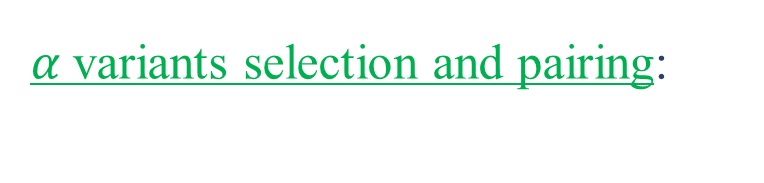 α variants selection and pairing: